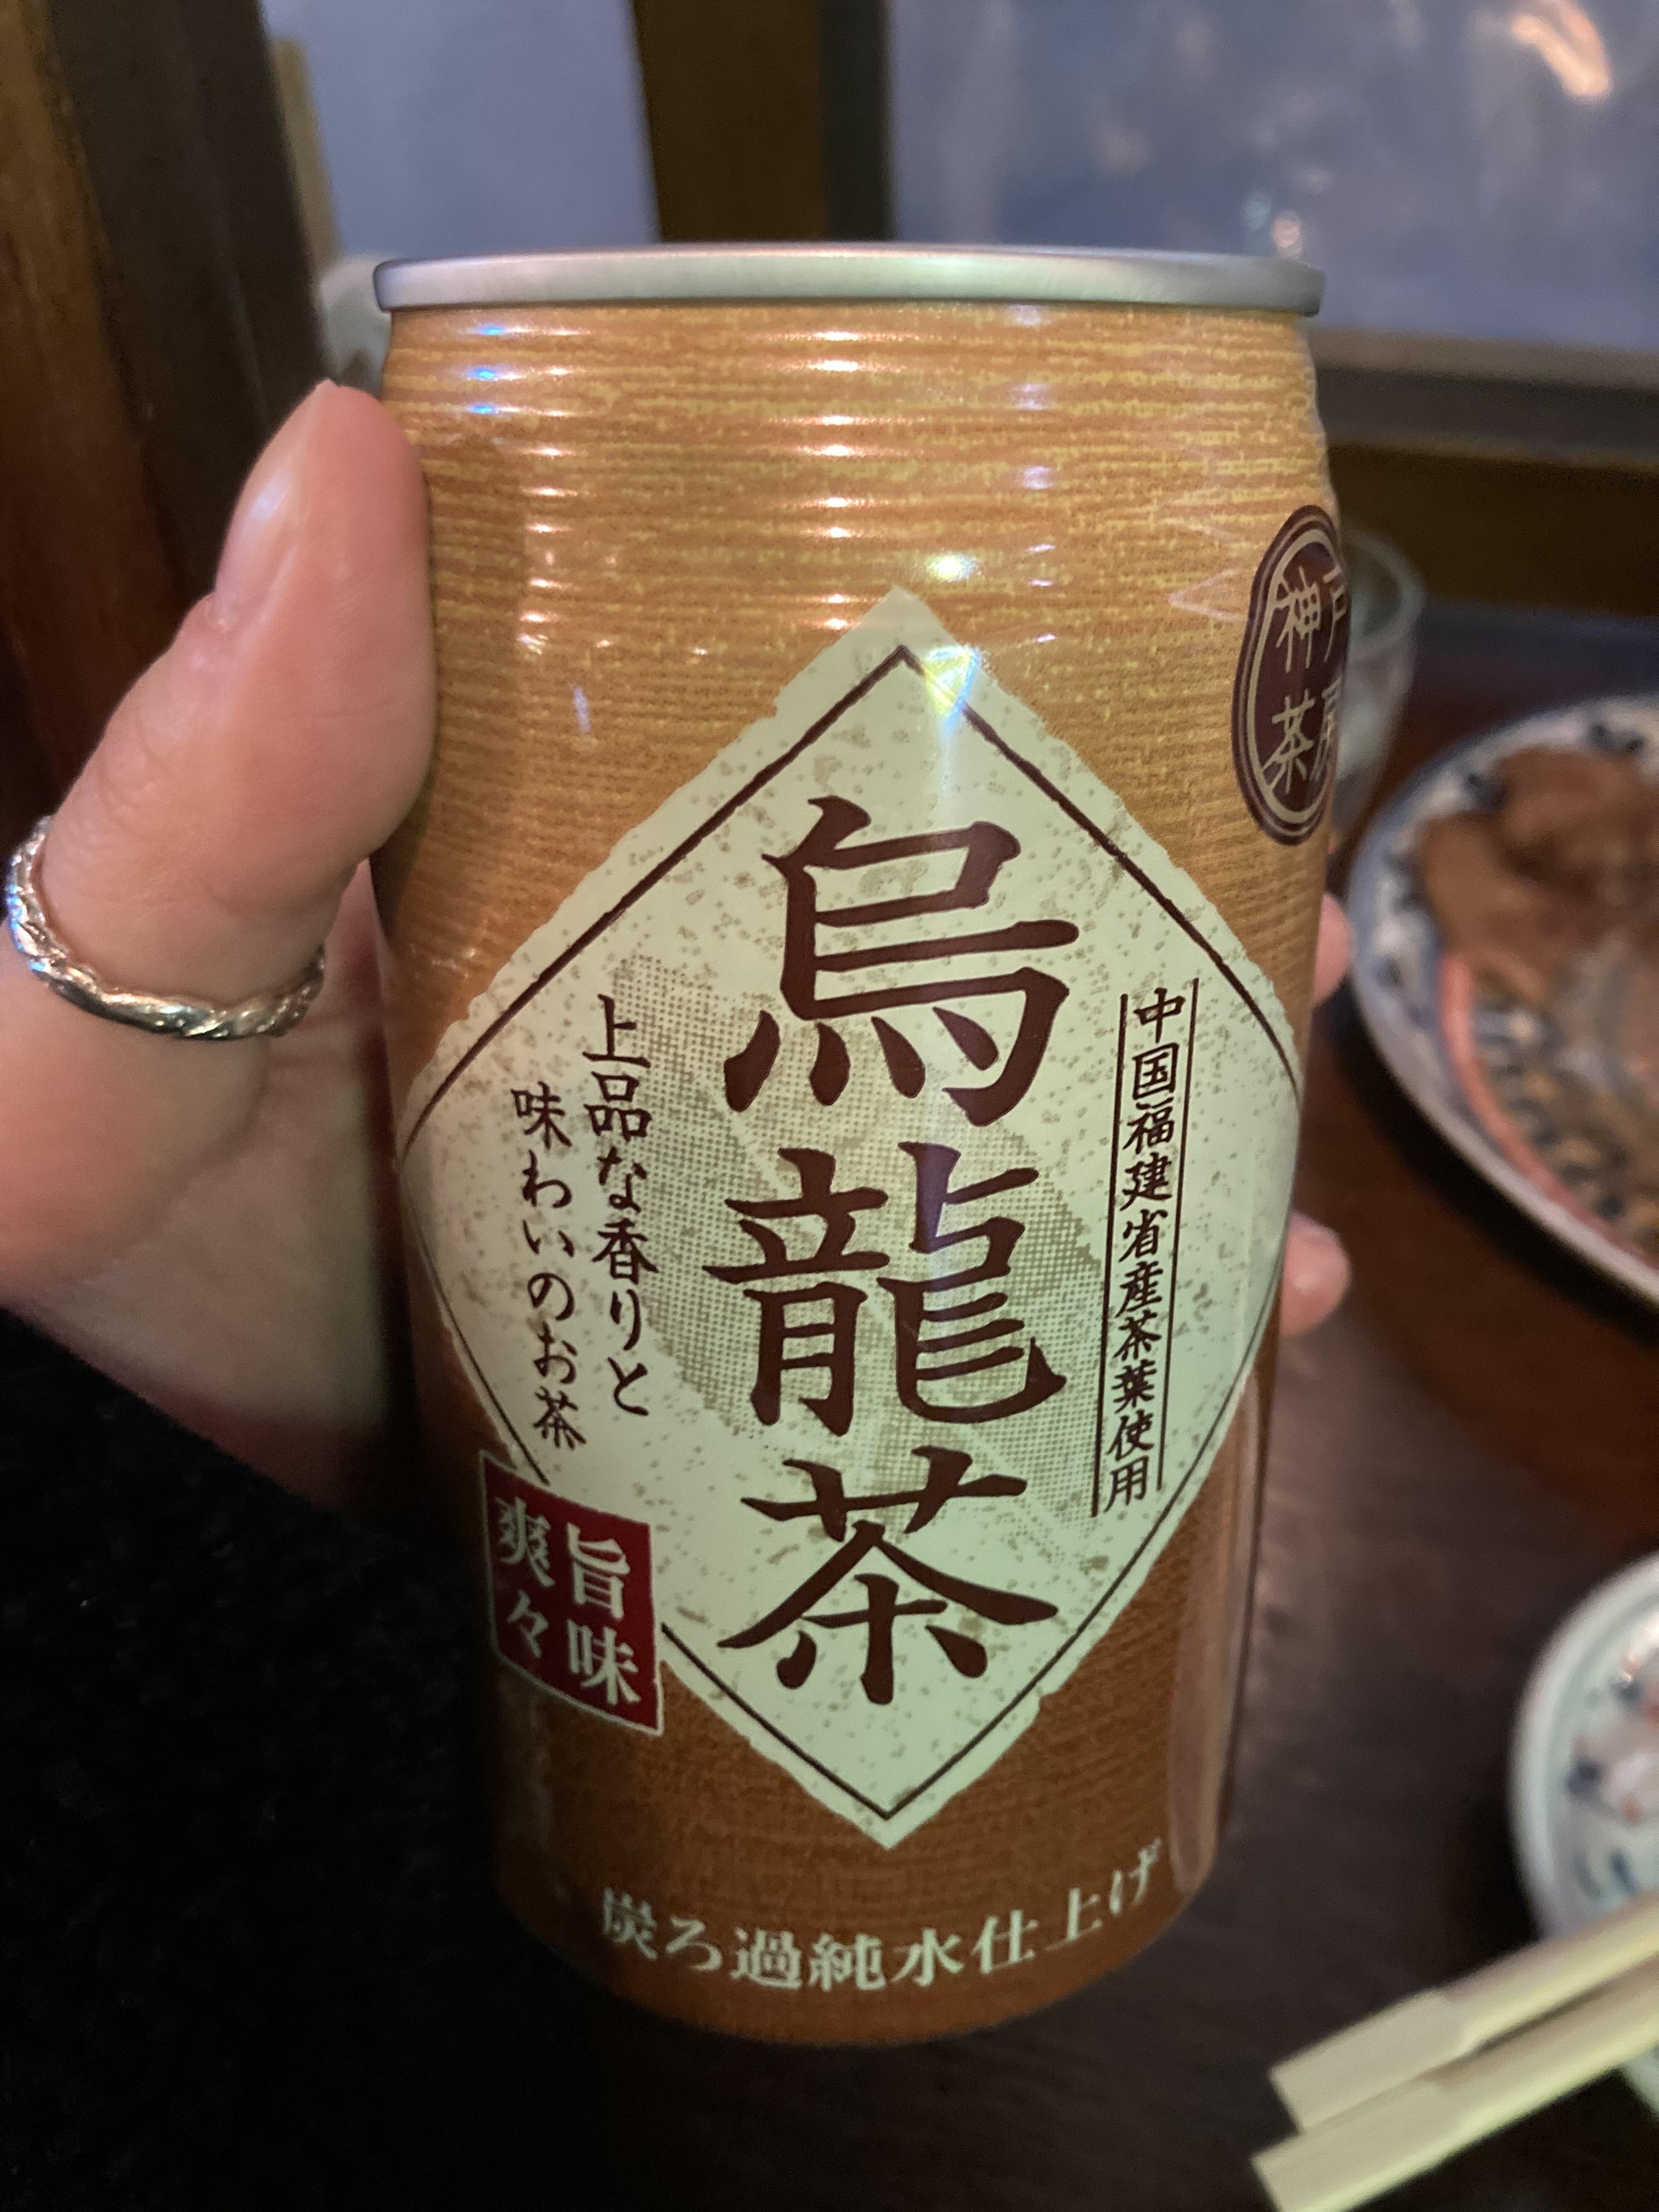 烏龍茶
中国福建省産茶葉使用
上品な香りと
味わいのお茶
旨味
爽々
神戸
茶房
炭ろ過純水仕上げ